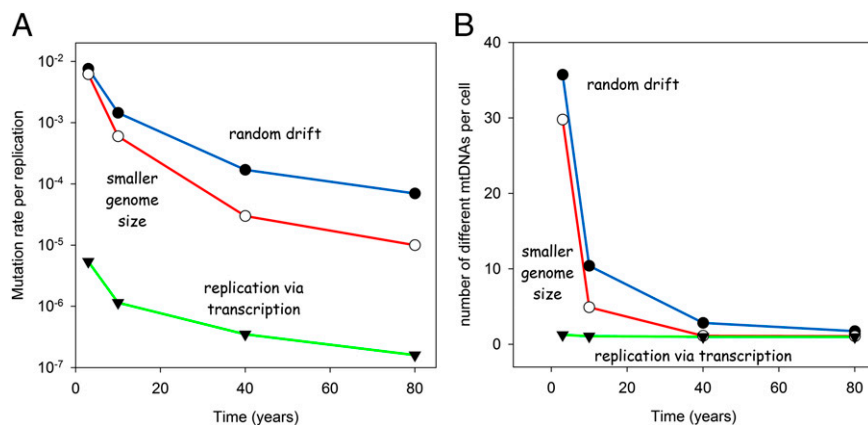 A
Mutation rate per replication
10⁻²
10⁻³
10⁻⁴
10⁻⁵
10⁻⁶
10⁻⁷
random drift
smaller
genome
size
replication via
transcription
0
20
40
60
80
Time (years)
B
number of different mtDNAs per cell
40
30
20
10
0
random drift
smaller
genome
size
replication via transcription
0
20
40
60
80
Time (years)